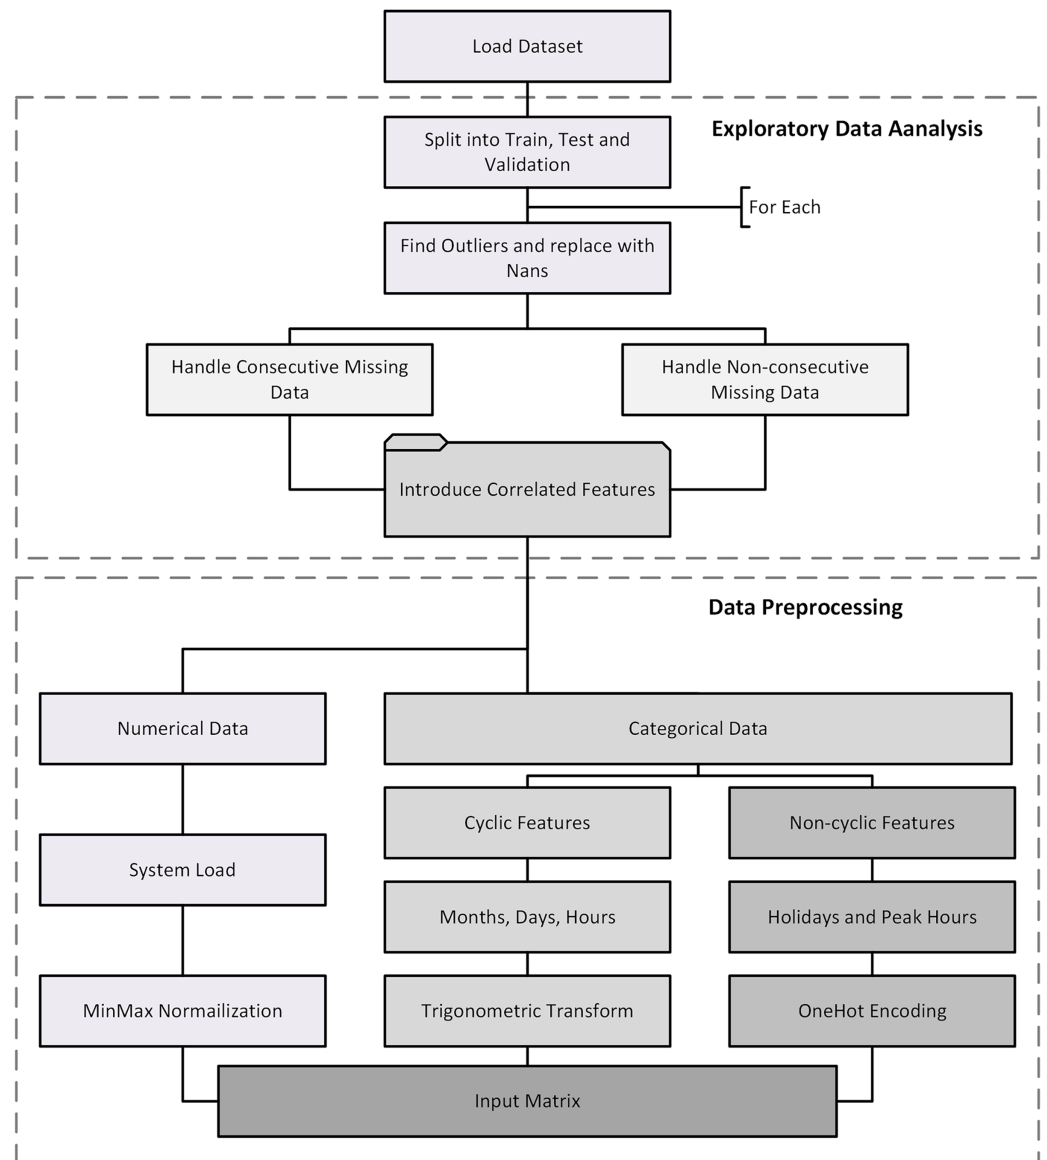 Load Dataset
Exploratory Data Aanalysis
Split into Train, Test and
Validation
For Each
Find Outliers and replace with
Nans
Handle Consecutive Missing
Data
Handle Non-consecutive
Missing Data
Introduce Correlated Features
Data Preprocessing
Numerical Data
Categorical Data
Cyclic Features
Non-cyclic Features
System Load
Months, Days, Hours
Holidays and Peak Hours
MinMax Normailization
Trigonometric Transform
OneHot Encoding
Input Matrix